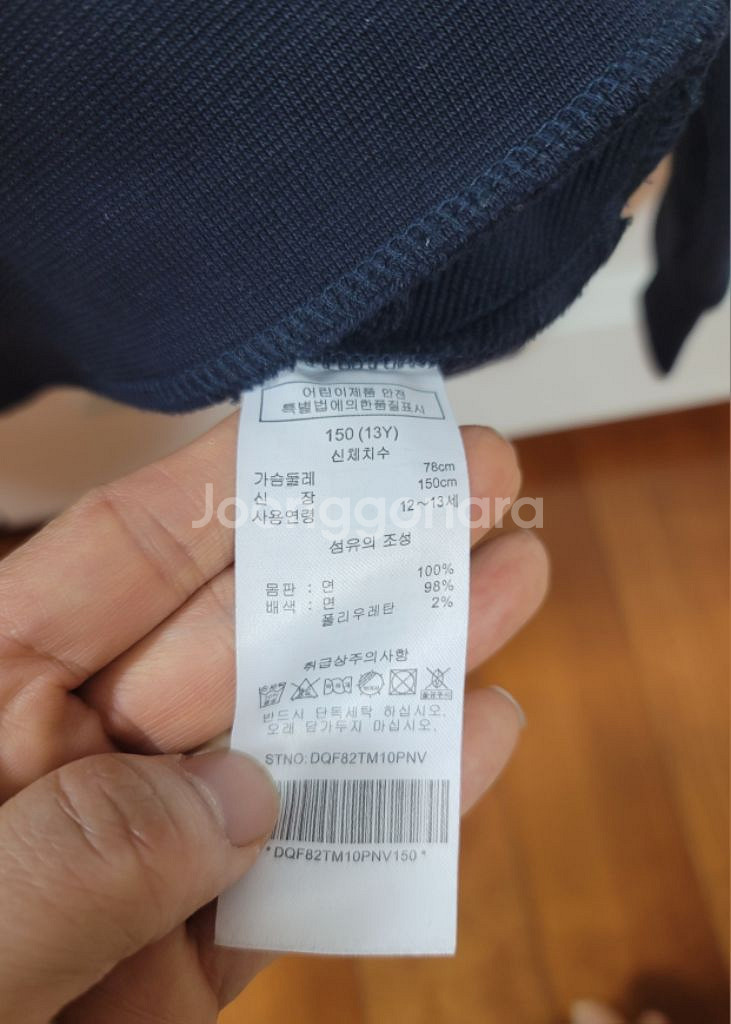 어린이제품 안전
특별법에의한품질표시
150 (13Y)
신체치수
가슴둘레 78cm
신 장 150cm
사용연령 12~13세
Joonggonara
섬유의 조성
몸판 : 면 100%
배색 : 면 98%
폴리우레탄 2%
취급상주의사항
반드시 단독세탁 하십시오.
오래 담가두지 마십시오.
STNO: DQF82TM10PNV
*DQF82TM10PNV150*